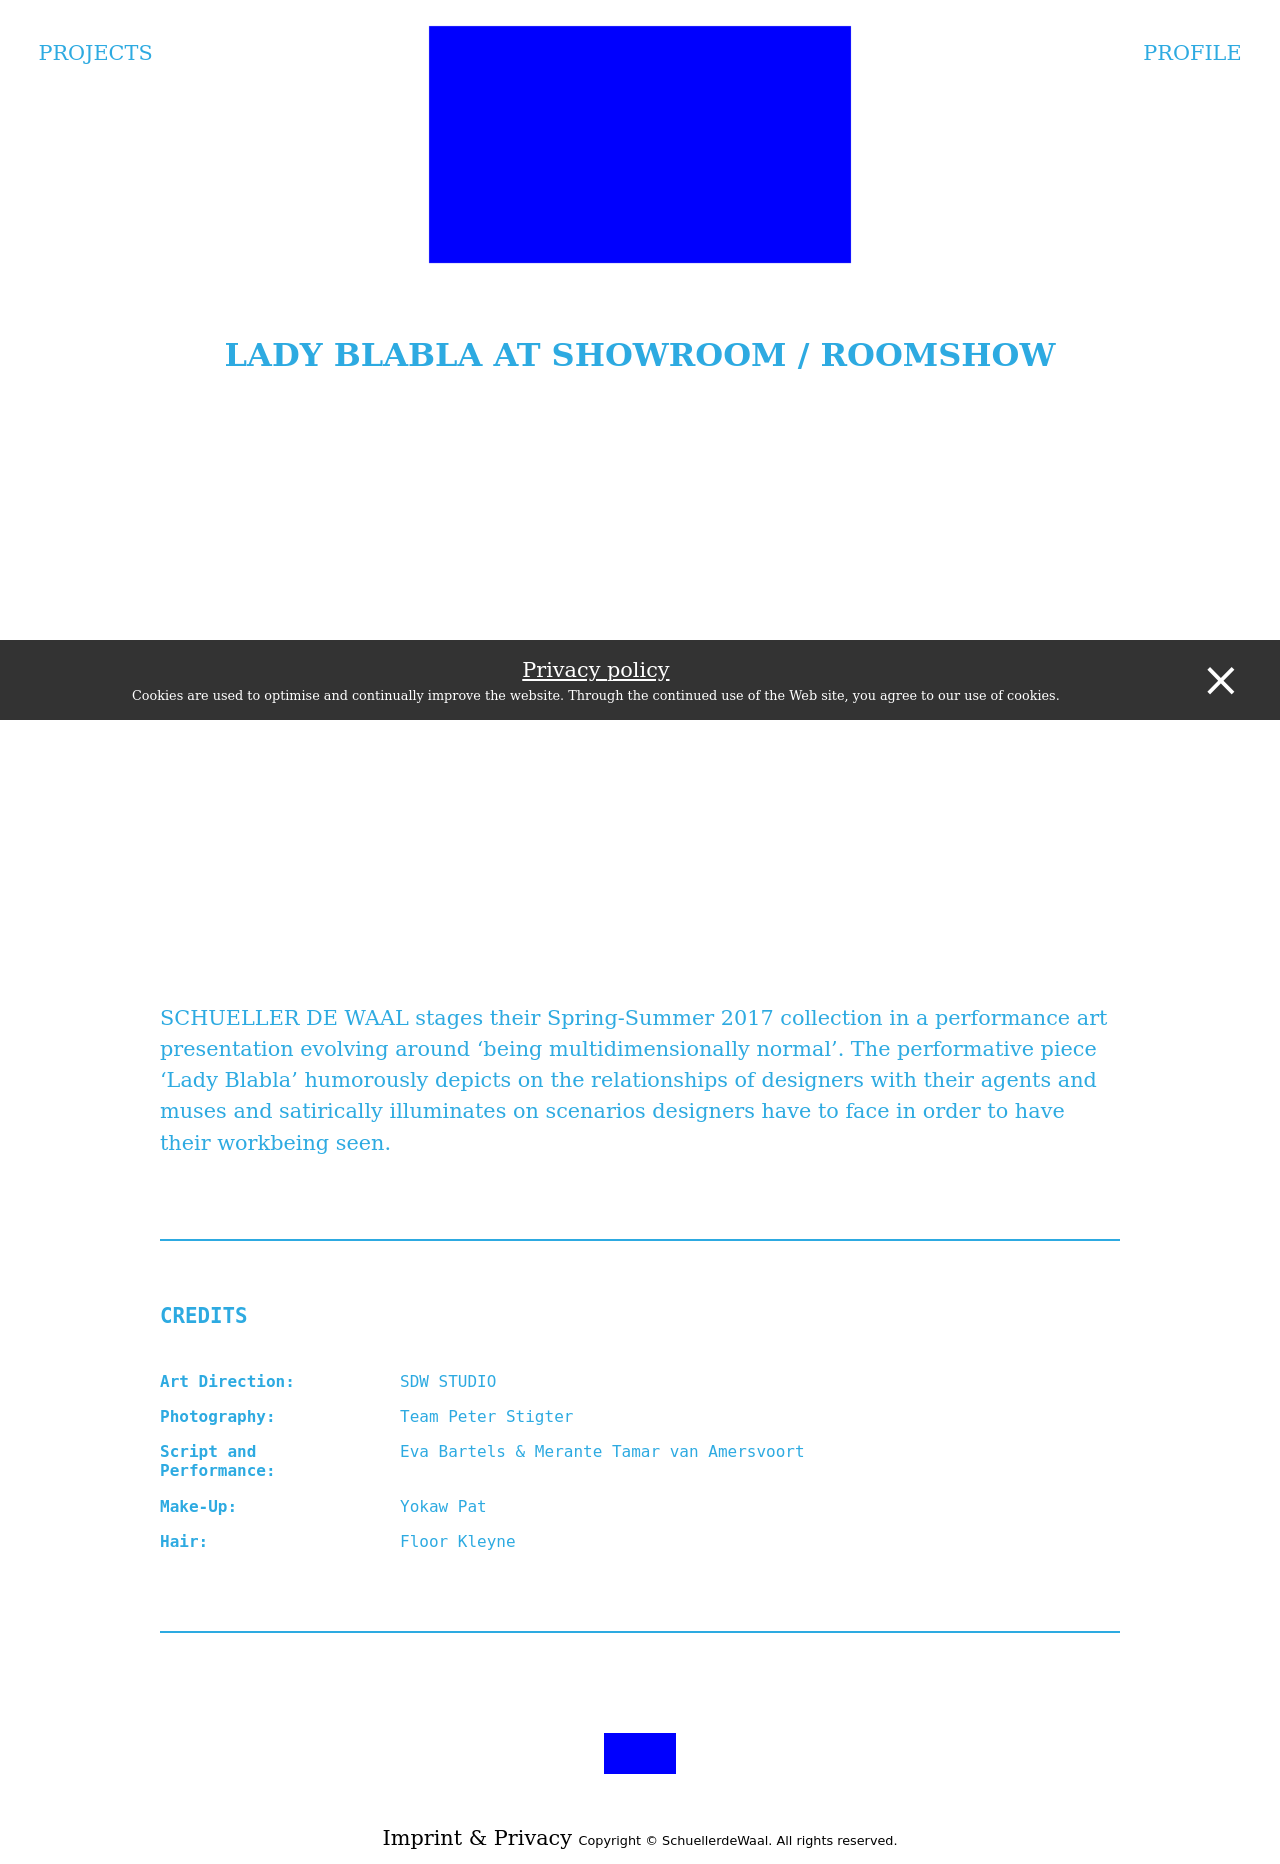 PROJECTS
PROFILE
LADY BLABLA AT SHOWROOM / ROOMSHOW
Privacy policy
Cookies are used to optimise and continually improve the website. Through the continued use of the Web site, you agree to our use of cookies.
SCHUELLER DE WAAL stages their Spring-Summer 2017 collection in a performance art
presentation evolving around ‘being multidimensionally normal’. The performative piece
‘Lady Blabla’ humorously depicts on the relationships of designers with their agents and
muses and satirically illuminates on scenarios designers have to face in order to have
their workbeing seen.
CREDITS
Art Direction: SDW STUDIO
Photography: Team Peter Stigter
Script and Eva Bartels & Merante Tamar van Amersvoort
Performance:
Make-Up: Yokaw Pat
Hair: Floor Kleyne
Imprint & Privacy Copyright © SchuellerdeWaal. All rights reserved.